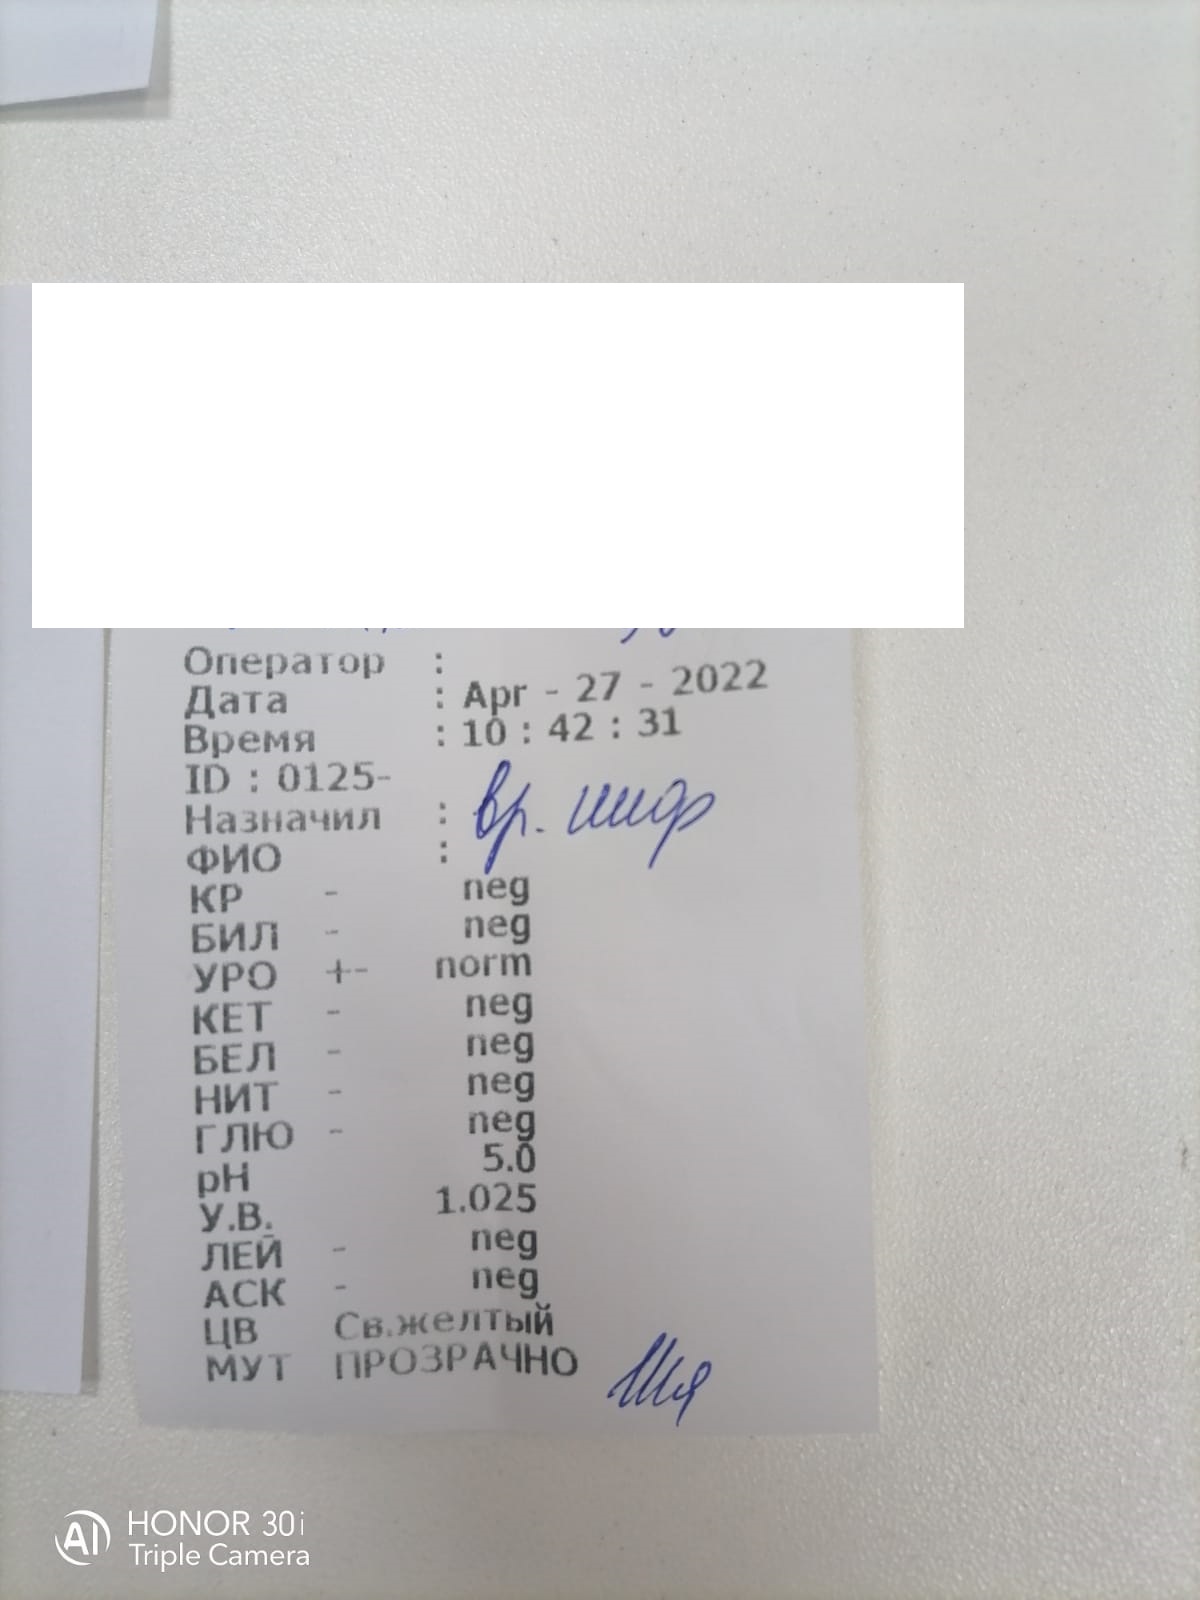 Оператор :
Дата : Apr - 27 - 2022
Время : 10 : 42 : 31
ID : 0125-
Назначил : вр.
ФИО :
КР - neg
БИЛ - neg
УРО +- norm
КЕТ - neg
БЕЛ - neg
НИТ - neg
ГЛЮ - neg
pH 5.0
У.В. 1.025
ЛЕЙ - neg
АСК - neg
ЦВ Св.желтый
МУТ ПРОЗРАЧНО
AI HONOR 30i
Triple Camera